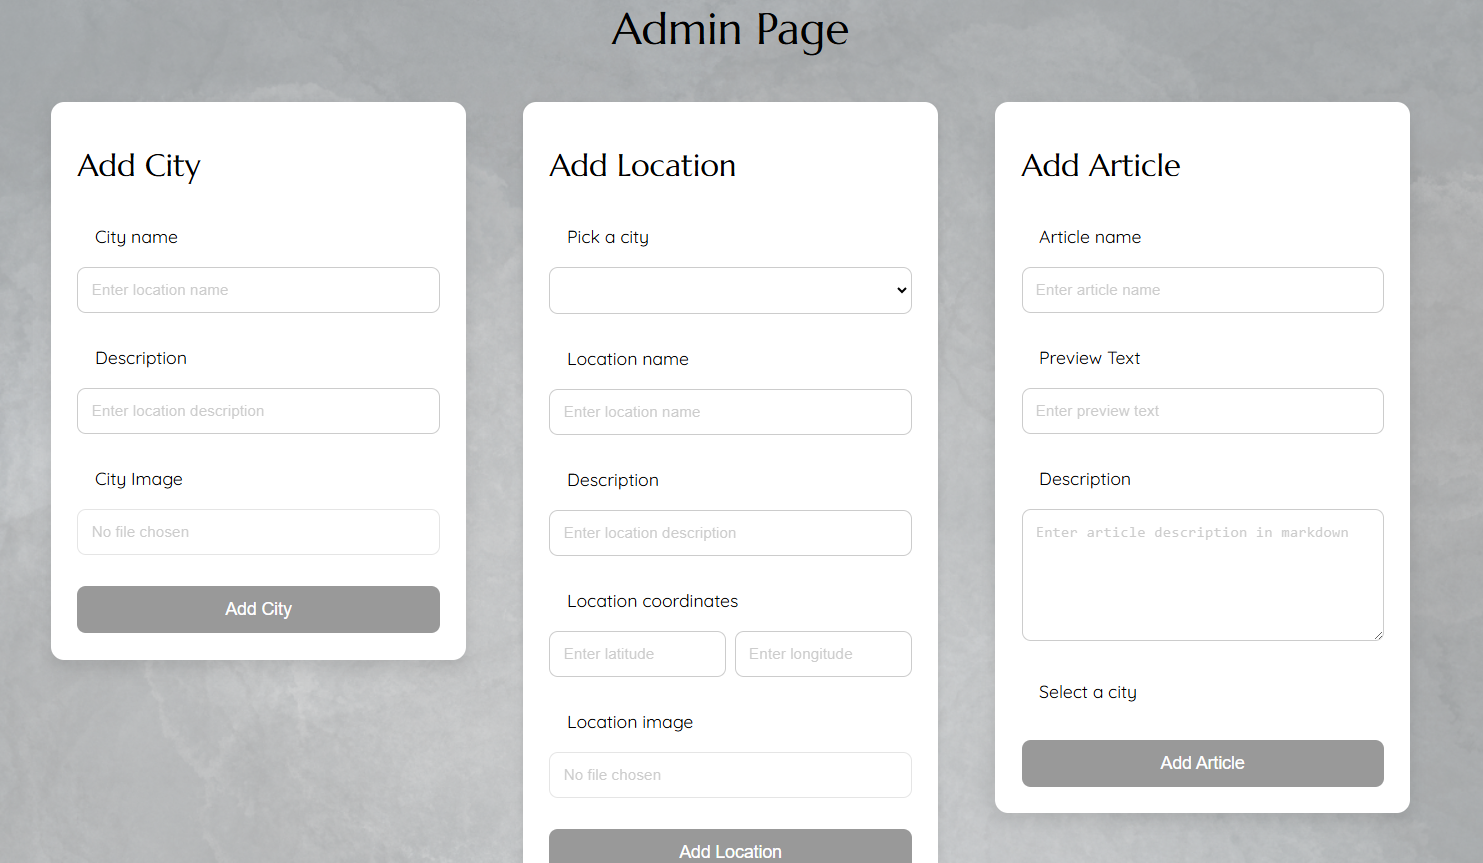 Admin Page
Add City
City name
Enter location name
Description
Enter location description
City Image
No file chosen
Add City
Add Location
Pick a city
Location name
Enter location name
Description
Enter location description
Location coordinates
Enter latitude
Enter longitude
Location image
No file chosen
Add Location
Add Article
Article name
Enter article name
Preview Text
Enter preview text
Description
Enter article description in markdown
Select a city
Add Article